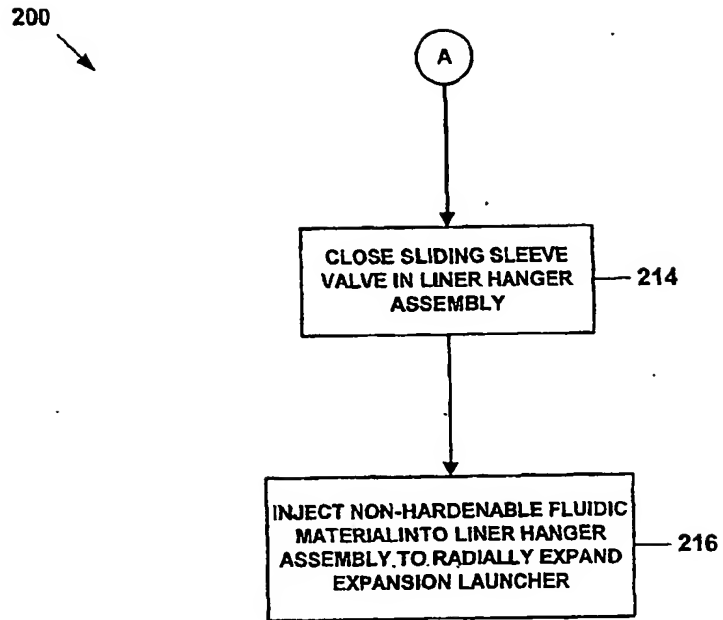 200
A
CLOSE SLIDING SLEEVE
VALVE IN LINER HANGER
ASSEMBLY
214
INJECT NON-HARDENABLE FLUIDIC
MATERIALINTO LINER HANGER
ASSEMBLY TO RADIALLY EXPAND
EXPANSION LAUNCHER
216